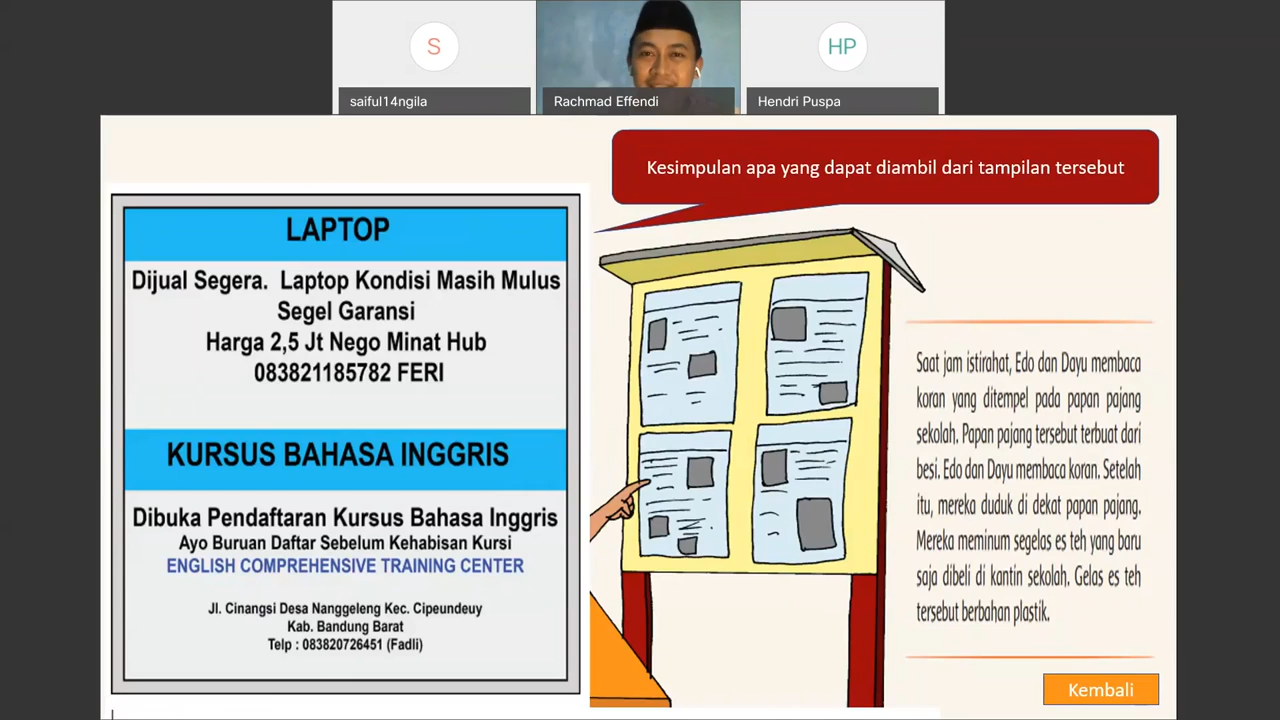 S
HP
saiful14ngila
Rachmad Effendi
Hendri Puspa
Kesimpulan apa yang dapat diambil dari tampilan tersebut
LAPTOP
Dijual Segera. Laptop Kondisi Masih Mulus
Segel Garansi
Harga 2,5 Jt Nego Minat Hub
083821185782 FERI
KURSUS BAHASA INGGRIS
Dibuka Pendaftaran Kursus Bahasa Inggris
Ayo Buruan Daftar Sebelum Kehabisan Kursi
ENGLISH COMPREHENSIVE TRAINING CENTER
Jl. Cinangsi Desa Nanggeleng Kec. Cipeundeuy
Kab. Bandung Barat
Telp : 083820726451 (Fadli)
Saat jam istirahat, Edo dan Dayu membaca
koran yang ditempel pada papan pajang
sekolah. Papan pajang tersebut terbuat dari
besi. Edo dan Dayu membaca koran. Setelah
itu, mereka duduk di dekat papan pajang.
Mereka meminum segelas es teh yang baru
saja dibeli di kantin sekolah. Gelas es teh
tersebut berbahan plastik.
Kembali